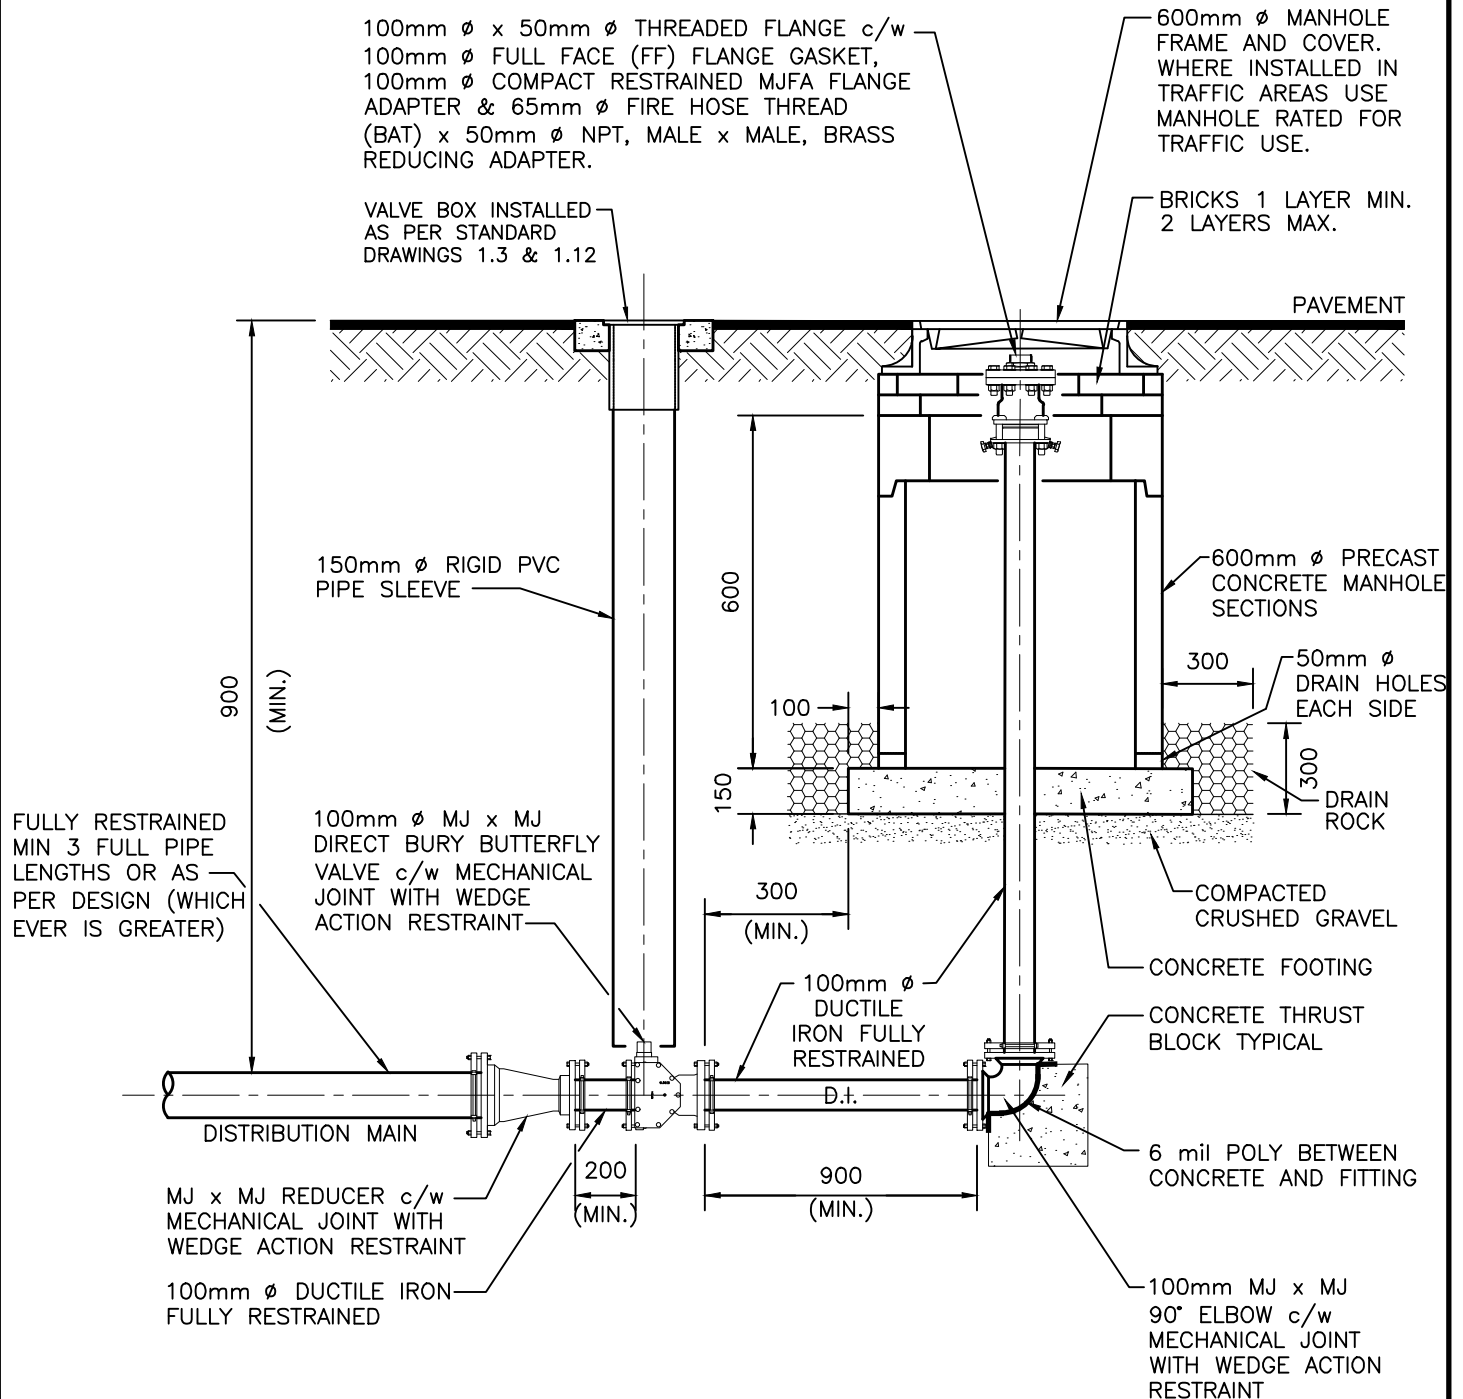 100mm ø x 50mm ø THREADED FLANGE c/w
100mm ø FULL FACE (FF) FLANGE GASKET,
100mm ø COMPACT RESTRAINED MJFA FLANGE
ADAPTER & 65mm ø FIRE HOSE THREAD
(BAT) x 50mm ø NPT, MALE x MALE, BRASS
REDUCING ADAPTER.
600mm ø MANHOLE
FRAME AND COVER.
WHERE INSTALLED IN
TRAFFIC AREAS USE
MANHOLE RATED FOR
TRAFFIC USE.
VALVE BOX INSTALLED
AS PER STANDARD
DRAWINGS 1.3 & 1.12
BRICKS 1 LAYER MIN.
2 LAYERS MAX.
PAVEMENT
150mm ø RIGID PVC
PIPE SLEEVE
600
600mm ø PRECAST
CONCRETE MANHOLE
SECTIONS
900
(MIN.)
100
300
50mm ø
DRAIN HOLES
EACH SIDE
150
300
DRAIN
ROCK
FULLY RESTRAINED
MIN 3 FULL PIPE
LENGTHS OR AS
PER DESIGN (WHICH
EVER IS GREATER)
100mm ø MJ x MJ
DIRECT BURY BUTTERFLY
VALVE c/w MECHANICAL
JOINT WITH WEDGE
ACTION RESTRAINT
300
(MIN.)
COMPACTED
CRUSHED GRAVEL
CONCRETE FOOTING
100mm ø
DUCTILE
IRON FULLY
RESTRAINED
CONCRETE THRUST
BLOCK TYPICAL
D.I.
DISTRIBUTION MAIN
200
(MIN.)
900
(MIN.)
6 mil POLY BETWEEN
CONCRETE AND FITTING
MJ x MJ REDUCER c/w
MECHANICAL JOINT WITH
WEDGE ACTION RESTRAINT
100mm ø DUCTILE IRON
FULLY RESTRAINED
100mm MJ x MJ
90° ELBOW c/w
MECHANICAL JOINT
WITH WEDGE ACTION
RESTRAINT